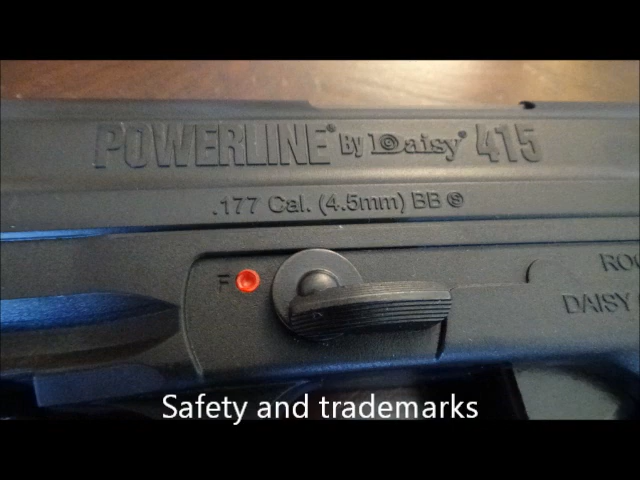 POWERLINE® By Daisy® 415
.177 Cal. (4.5mm) BB Ⓢ
F
DAISY
Safety and trademarks